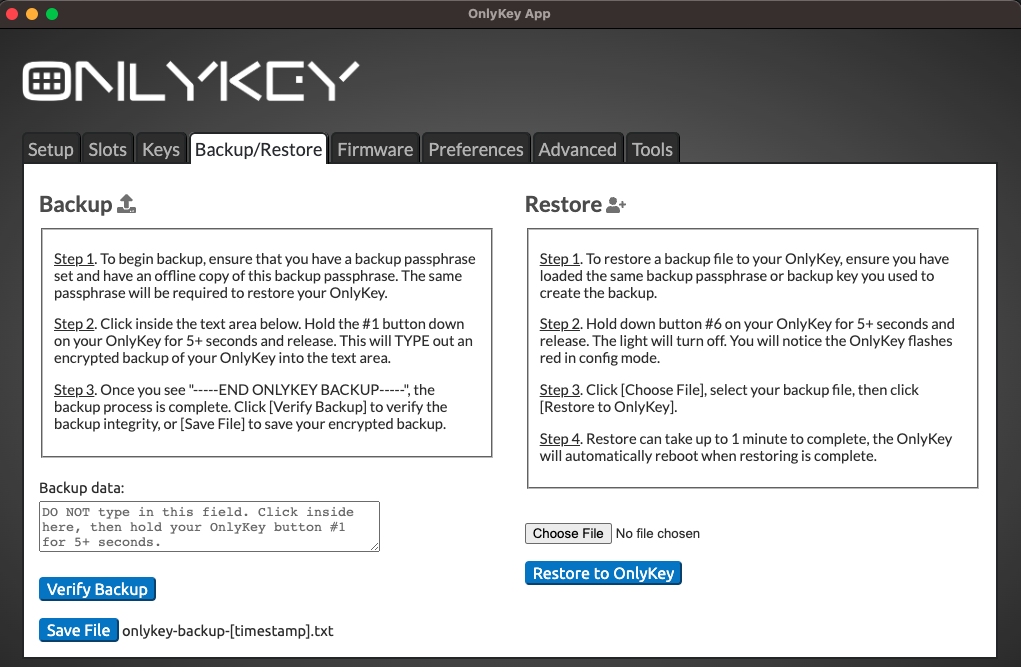 OnlyKey App
ONLYKEY
Setup Slots Keys Backup/Restore Firmware Preferences Advanced Tools
Backup
Step 1. To begin backup, ensure that you have a backup passphrase
set and have an offline copy of this backup passphrase. The same
passphrase will be required to restore your OnlyKey.
Step 2. Click inside the text area below. Hold the #1 button down
on your OnlyKey for 5+ seconds and release. This will TYPE out an
encrypted backup of your OnlyKey into the text area.
Step 3. Once you see "-----END ONLYKEY BACKUP-----", the
backup process is complete. Click [Verify Backup] to verify the
backup integrity, or [Save File] to save your encrypted backup.
Backup data:
DO NOT type in this field. Click inside
here, then hold your OnlyKey button #1
for 5+ seconds.
Verify Backup
Save File onlykey-backup-[timestamp].txt
Restore
Step 1. To restore a backup file to your OnlyKey, ensure you have
loaded the same backup passphrase or backup key you used to
create the backup.
Step 2. Hold down button #6 on your OnlyKey for 5+ seconds and
release. The light will turn off. You will notice the OnlyKey flashes
red in config mode.
Step 3. Click [Choose File], select your backup file, then click
[Restore to OnlyKey].
Step 4. Restore can take up to 1 minute to complete, the OnlyKey
will automatically reboot when restoring is complete.
Choose File No file chosen
Restore to OnlyKey